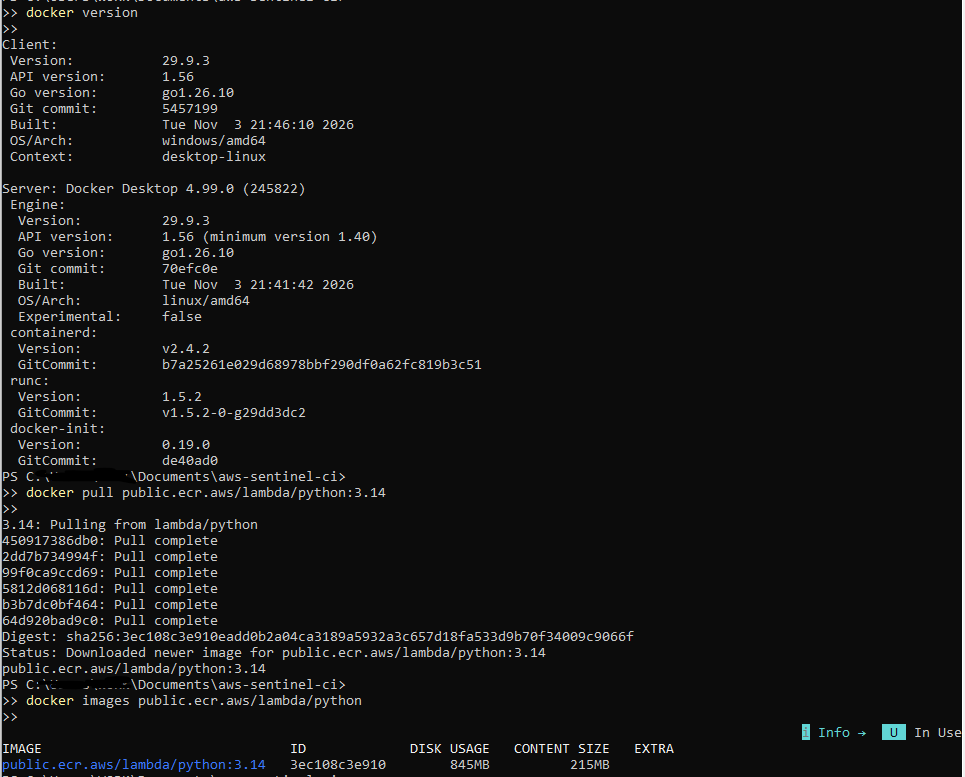 >> docker version
>>
Client:
 Version:           29.9.3
 API version:       1.56
 Go version:        go1.26.10
 Git commit:        5457199
 Built:             Tue Nov  3 21:46:10 2026
 OS/Arch:           windows/amd64
 Context:           desktop-linux

Server: Docker Desktop 4.99.0 (245822)
 Engine:
  Version:          29.9.3
  API version:      1.56 (minimum version 1.40)
  Go version:       go1.26.10
  Git commit:       70efc0e
  Built:            Tue Nov  3 21:41:42 2026
  OS/Arch:          linux/amd64
  Experimental:     false
 containerd:
  Version:          v2.4.2
  GitCommit:        b7a25261e029d68978bbf290df0a62fc819b3c51
 runc:
  Version:          1.5.2
  GitCommit:        v1.5.2-0-g29dd3dc2
 docker-init:
  Version:          0.19.0
  GitCommit:        de40ad0
PS C:\ \Documents\aws-sentinel-ci>
>> docker pull public.ecr.aws/lambda/python:3.14
>>
3.14: Pulling from lambda/python
450917386db0: Pull complete
2dd7b734994f: Pull complete
99f0ca9ccd69: Pull complete
5812d068116d: Pull complete
b3b7dc0bf464: Pull complete
64d920bad9c0: Pull complete
Digest: sha256:3ec108c3e910eadd0b2a04ca3189a5932a3c657d18fa533d9b70f34009c9066f
Status: Downloaded newer image for public.ecr.aws/lambda/python:3.14
public.ecr.aws/lambda/python:3.14
PS C:\ \Documents\aws-sentinel-ci>
>> docker images public.ecr.aws/lambda/python
>>
i Info → U In Use
IMAGE                               ID             DISK USAGE   CONTENT SIZE   EXTRA
public.ecr.aws/lambda/python:3.14   3ec108c3e910        845MB          215MB